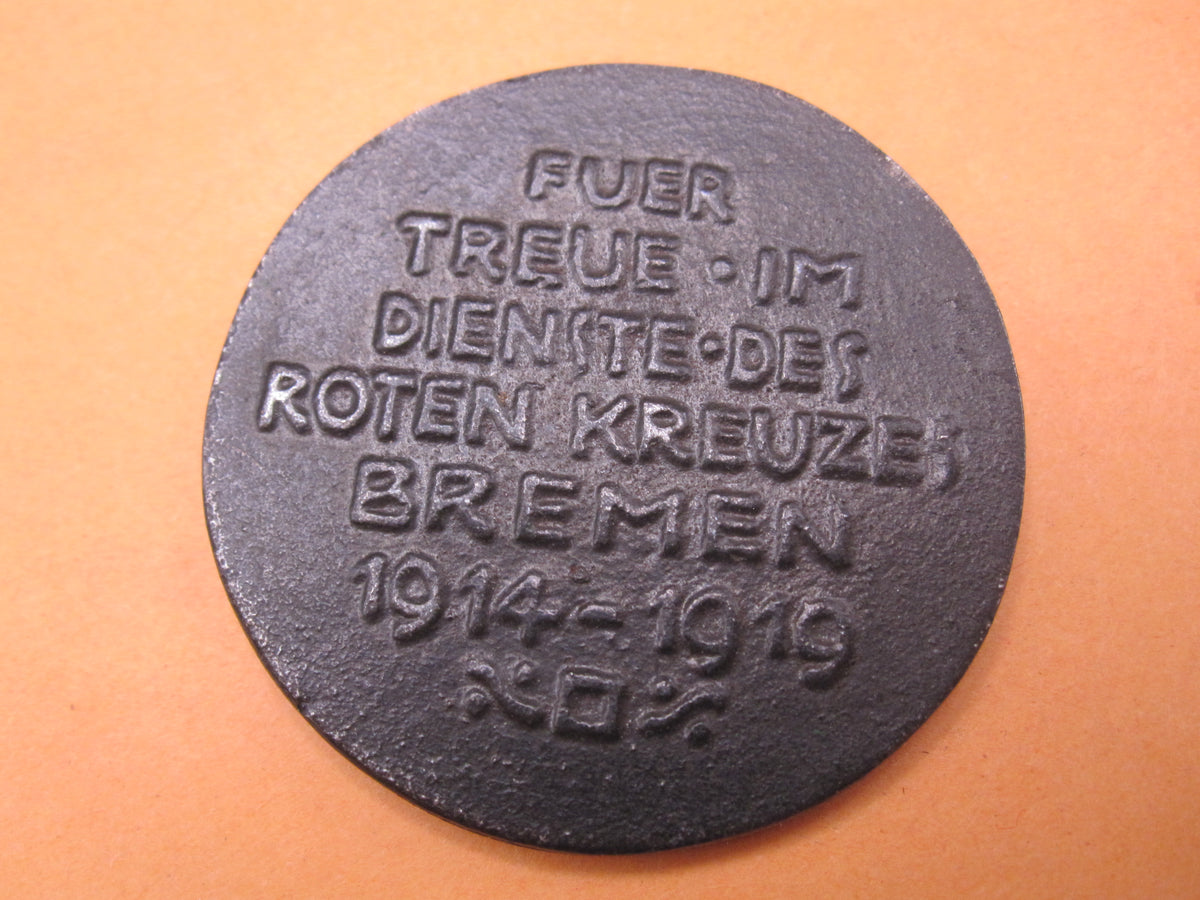 FUER
TREUE · IM
DIENSTE · DES
ROTEN KREUZES
BREMEN
1914-1919